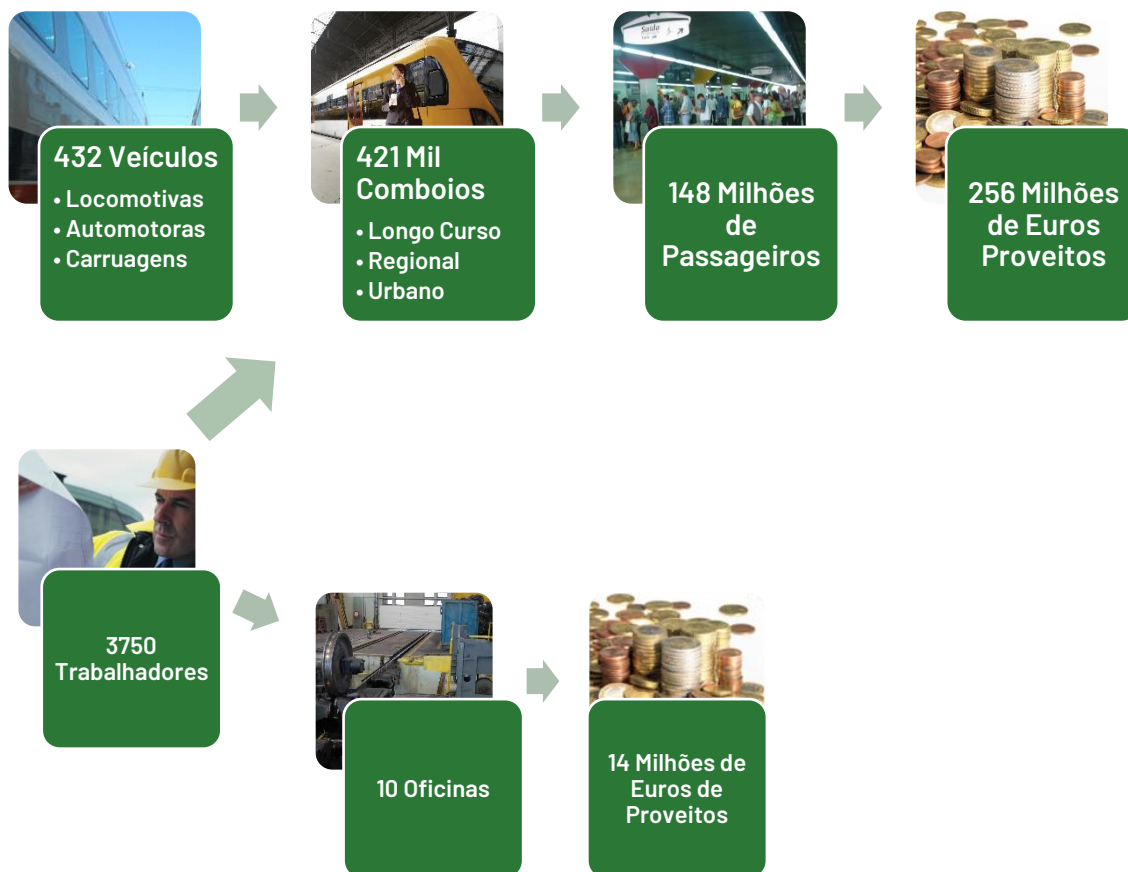 Saída
432 Veículos
• Locomotivas
• Automotoras
• Carruagens
421 Mil
Comboios
• Longo Curso
• Regional
• Urbano
148 Milhões
de
Passageiros
256 Milhões
de Euros
Proveitos
3750
Trabalhadores
10 Oficinas
14 Milhões de
Euros de
Proveitos